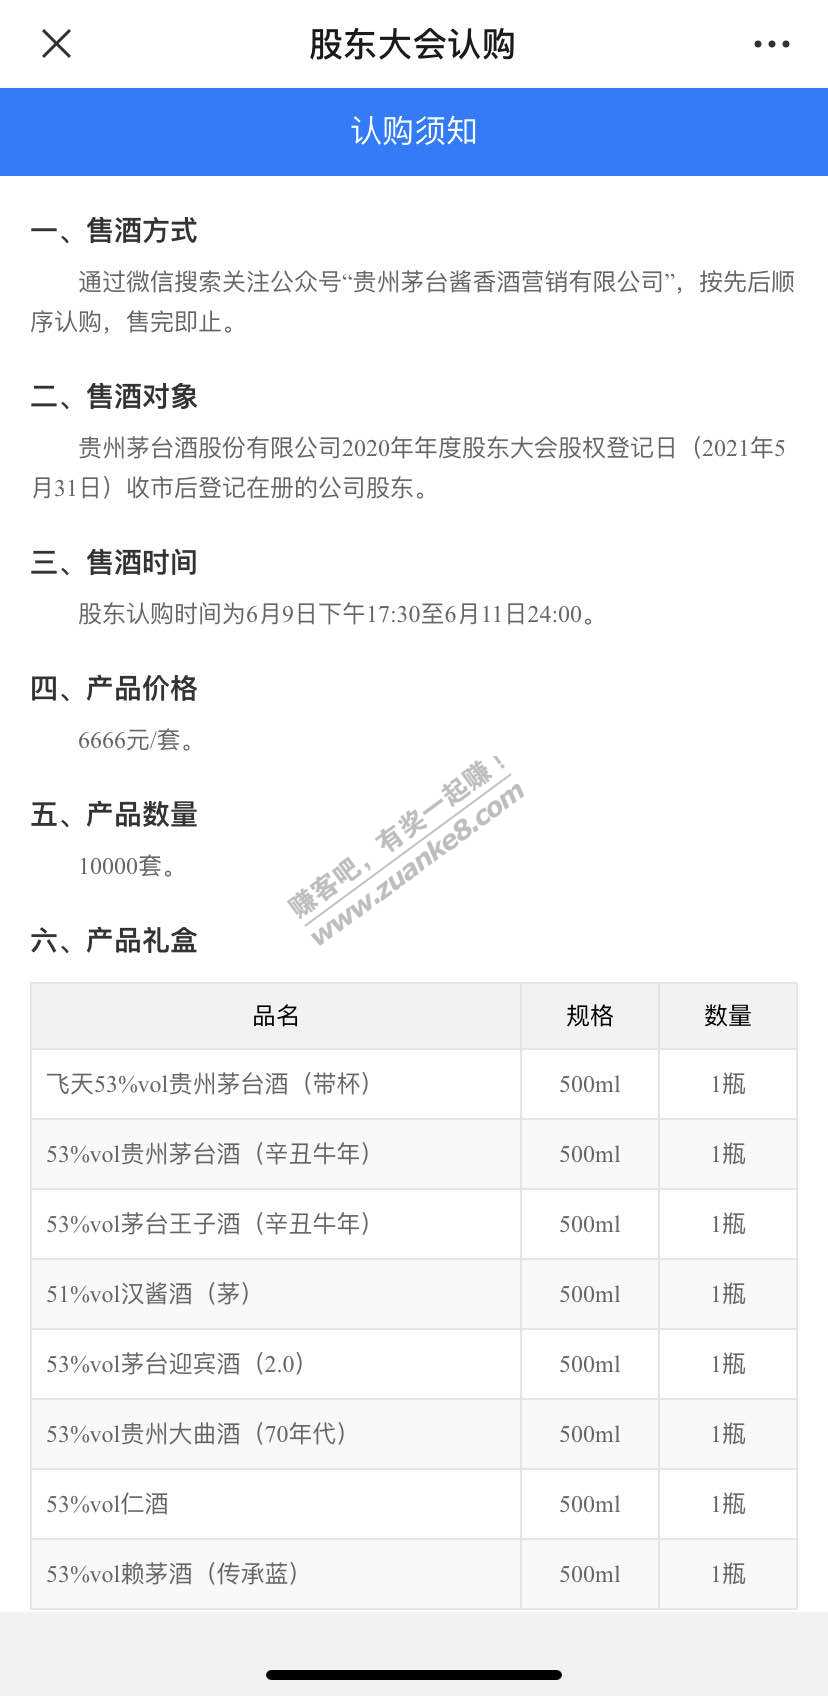 股东大会认购
认购须知
一、售酒方式
通过微信搜索关注公众号“贵州茅台酱香酒营销有限公司”，按先后顺
序认购，售完即止。
二、售酒对象
贵州茅台酒股份有限公司2020年年度股东大会股权登记日（2021年5
月31日）收市后登记在册的公司股东。
三、售酒时间
股东认购时间为6月9日下午17:30至6月11日24:00。
四、产品价格
6666元/套。
五、产品数量
10000套。
赚客吧，有奖一起赚！
www.zuanke8.com
六、产品礼盒
品名 规格 数量
飞天53%vol贵州茅台酒（带杯） 500ml 1瓶
53%vol贵州茅台酒（辛丑牛年） 500ml 1瓶
53%vol茅台王子酒（辛丑牛年） 500ml 1瓶
51%vol汉酱酒（茅） 500ml 1瓶
53%vol茅台迎宾酒（2.0） 500ml 1瓶
53%vol贵州大曲酒（70年代） 500ml 1瓶
53%vol仁酒 500ml 1瓶
53%vol赖茅酒（传承蓝） 500ml 1瓶